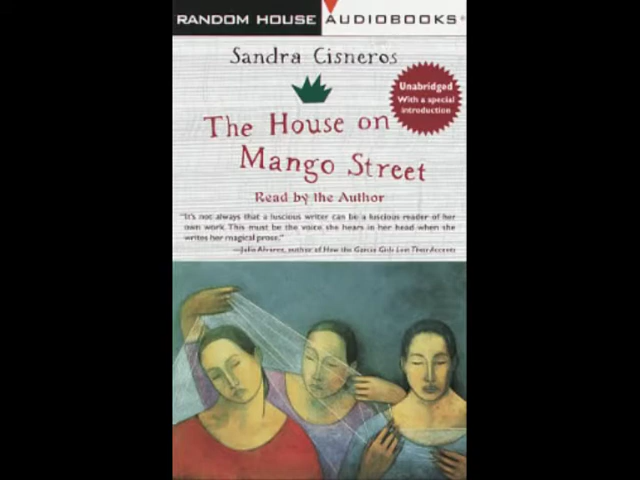 RANDOM HOUSE AUDIOBOOKS®
Sandra Cisneros
Unabridged
With a special
introduction
The House on
Mango Street
Read by the Author
"It's not always that a luscious writer can be a luscious reader of her
own work. This must be the voice she hears in her head when she
writes her magical prose."
—Julia Alvarez, author of How the Garcia Girls Lost Their Accents